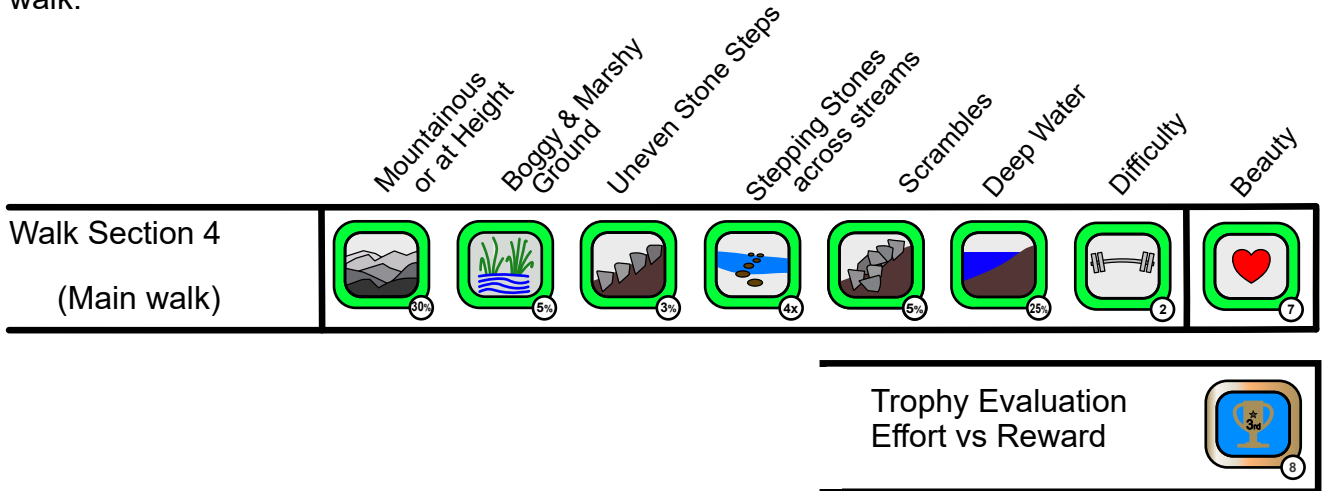 walk.
Mountainous
or at Height
Boggy & Marshy
Ground
Uneven Stone Steps
Stepping Stones
across streams
Scrambles
Deep Water
Difficulty
Beauty
Walk Section 4
(Main walk)
30%
5%
3%
4x
5%
25%
2
7
Trophy Evaluation
Effort vs Reward
3rd
8